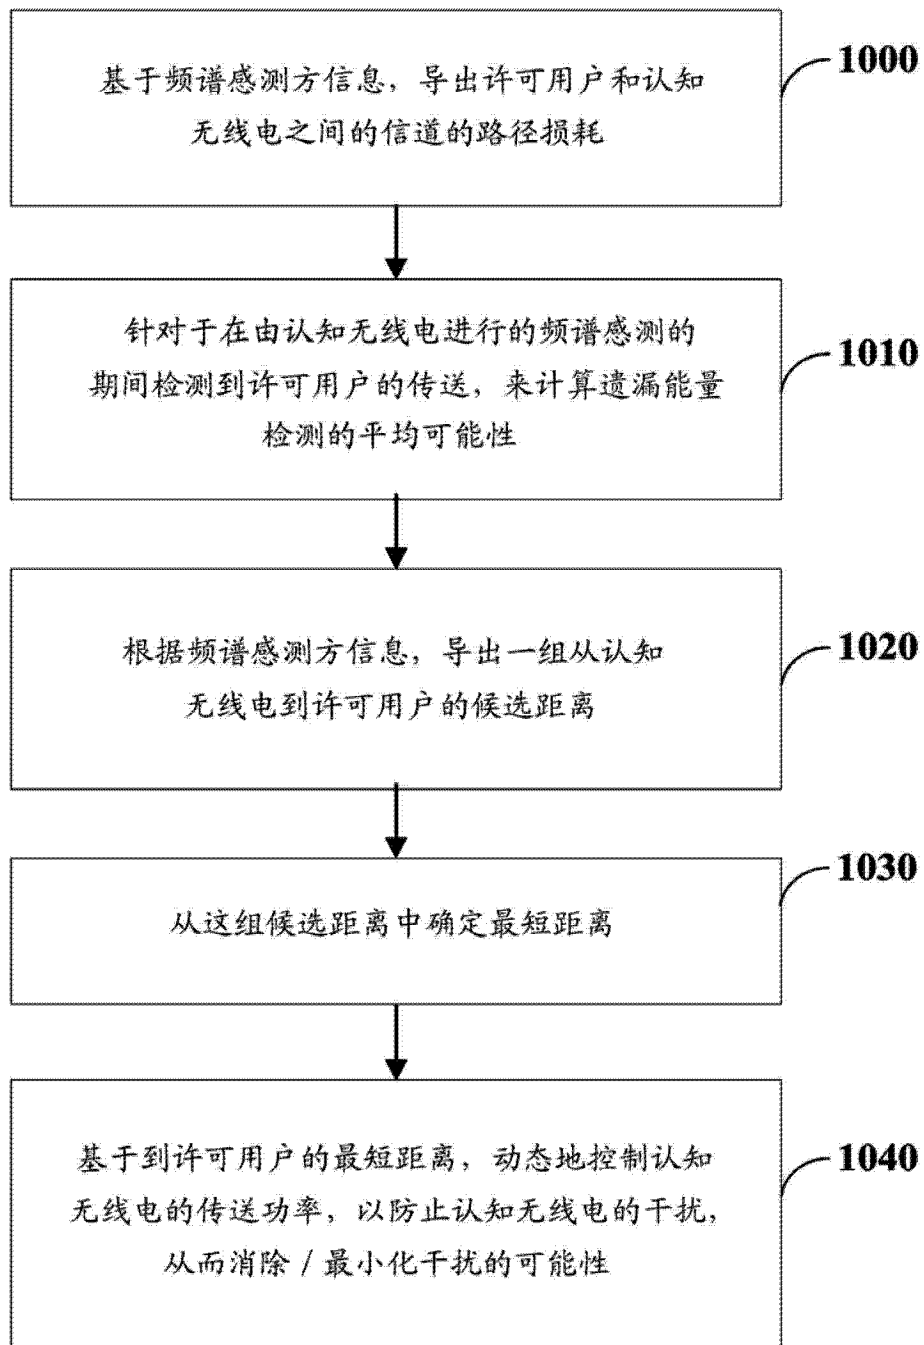 基于频谱感测方信息，导出许可用户和认知
无线电之间的信道的路径损耗
1000
针对于在由认知无线电进行的频谱感测的
期间检测到许可用户的传送，来计算遗漏能量
检测的平均可能性
1010
根据频谱感测方信息，导出一组从认知
无线电到许可用户的候选距离
1020
从这组候选距离中确定最短距离
1030
基于到许可用户的最短距离，动态地控制认知
无线电的传送功率，以防止认知无线电的干扰，
从而消除／最小化干扰的可能性
1040